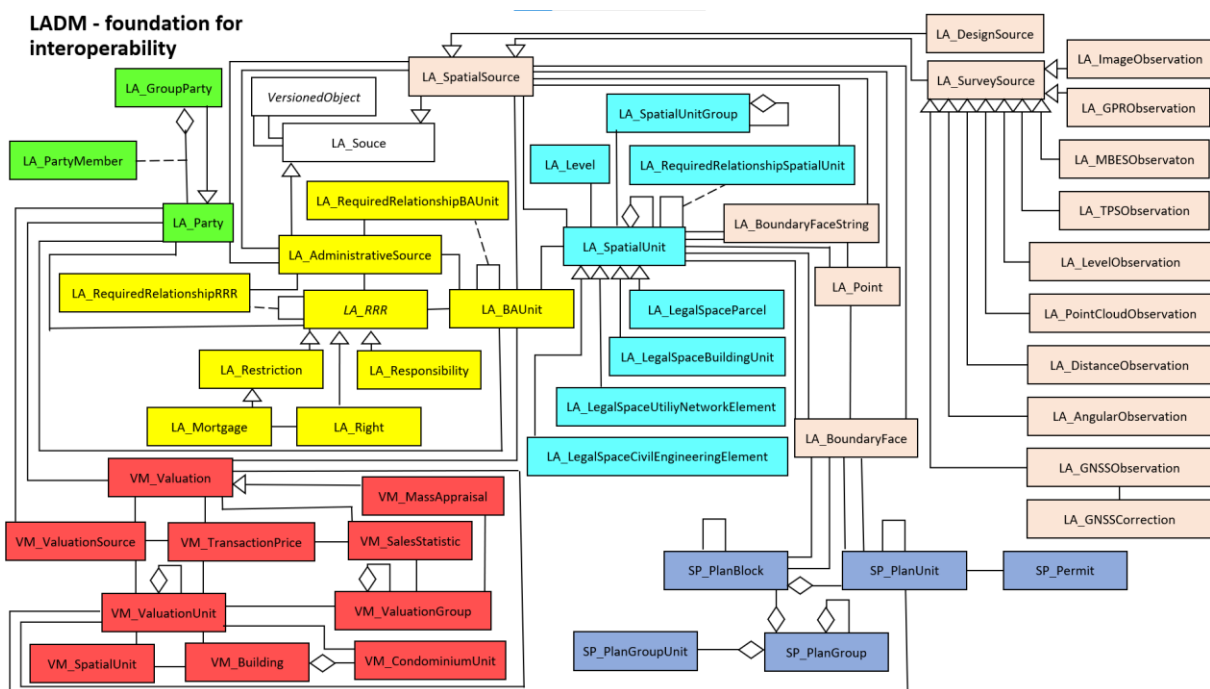 LADM - foundation for
interoperability
LA_DesignSource
LA_ImageObservation
LA_SpatialSource
LA_SurveySource
LA_GroupParty
VersionedObject
LA_GPRObservation
LA_SpatialUnitGroup
LA_Souce
LA_PartyMember
LA_Level
LA_RequiredRelationshipSpatialUnit
LA_MBESObservaton
LA_RequiredRelationshipBAUnit
LA_TPSObservation
LA_Party
LA_BoundaryFaceString
LA_SpatialUnit
LA_AdministrativeSource
LA_LevelObservation
LA_RequiredRelationshipRRR
LA_Point
LA_RRR
LA_BAUnit
LA_LegalSpaceParcel
LA_PointCloudObservation
LA_LegalSpaceBuildingUnit
LA_Restriction
LA_Responsibility
LA_DistanceObservation
LA_LegalSpaceUtiliyNetworkElement
LA_AngularObservation
LA_Mortgage
LA_Right
LA_BoundaryFace
LA_LegalSpaceCivilEngineeringElement
LA_GNSSObservation
VM_Valuation
VM_MassAppraisal
LA_GNSSCorrection
VM_ValuationSource
VM_TransactionPrice
VM_SalesStatistic
SP_PlanBlock
SP_PlanUnit
SP_Permit
VM_ValuationUnit
VM_ValuationGroup
SP_PlanGroupUnit
SP_PlanGroup
VM_SpatialUnit
VM_Building
VM_CondominiumUnit